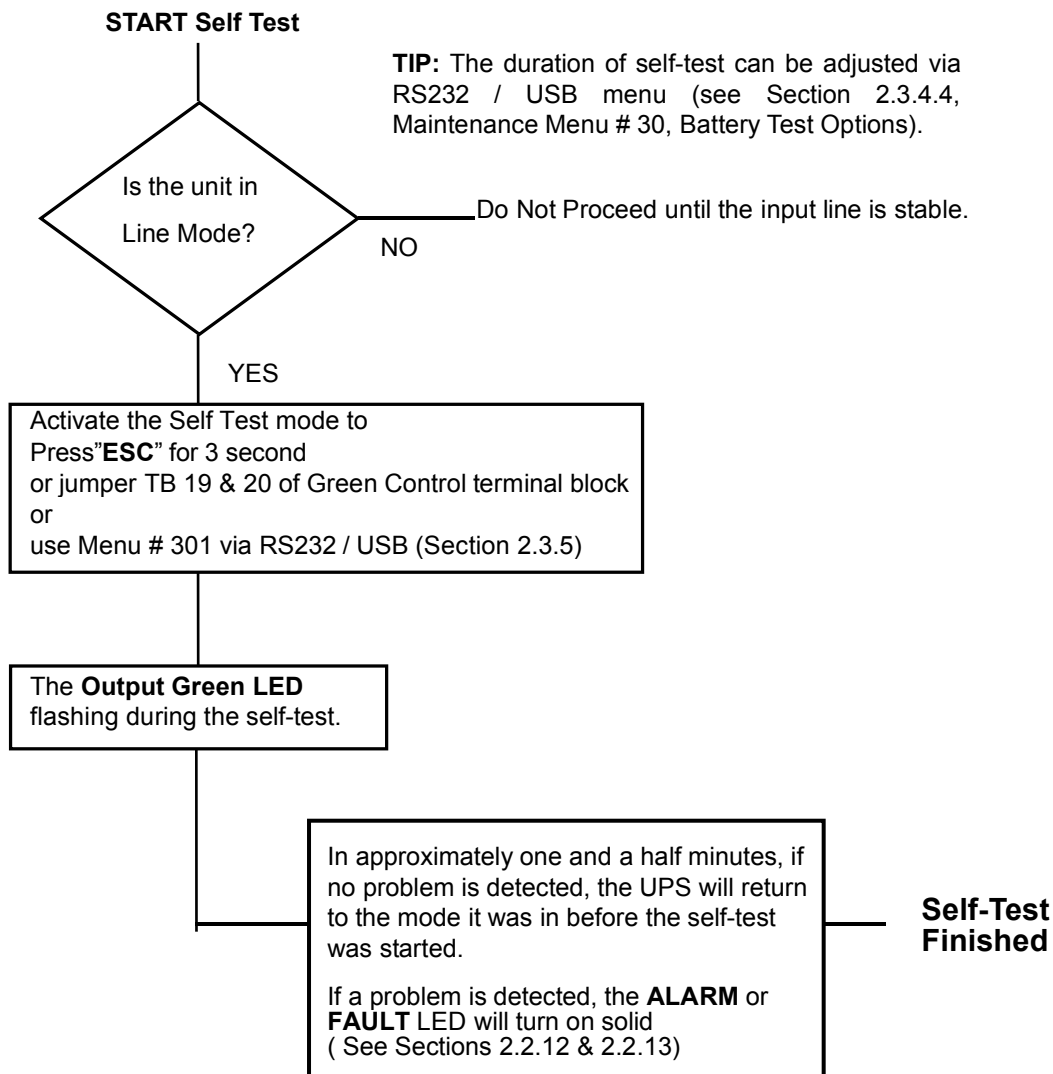 START Self Test
TIP: The duration of self-test can be adjusted via
RS232 / USB menu (see Section 2.3.4.4,
Maintenance Menu # 30, Battery Test Options).
Is the unit in
Line Mode?
Do Not Proceed until the input line is stable.
NO
YES
Activate the Self Test mode to
Press”ESC” for 3 second
or jumper TB 19 & 20 of Green Control terminal block
or
use Menu # 301 via RS232 / USB (Section 2.3.5)
The Output Green LED
flashing during the self-test.
In approximately one and a half minutes, if
no problem is detected, the UPS will return
to the mode it was in before the self-test
was started.
If a problem is detected, the ALARM or
FAULT LED will turn on solid
( See Sections 2.2.12 & 2.2.13)
Self-Test
Finished